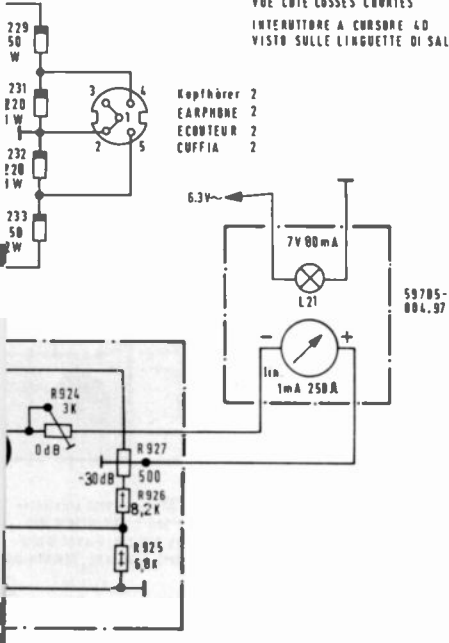 VUE COTE COSSES COURTES
INTERUTTORE A CURSORE 4D
VISTO SULLE LINGUETTE DI SAL
229
50
W
231
220
1W
232
220
1W
233
50
2W
3
4
1
2
5
Kopfhörer 2
EARPHONE 2
ECOUTEUR 2
CUFFIA 2
6.3V~
7V 80mA
L21
59705-
004.97
- +
lin.
1mA 250Ω
R924
3K
0dB
R927
-30dB 500
R926
8,2K
R925
6,8K